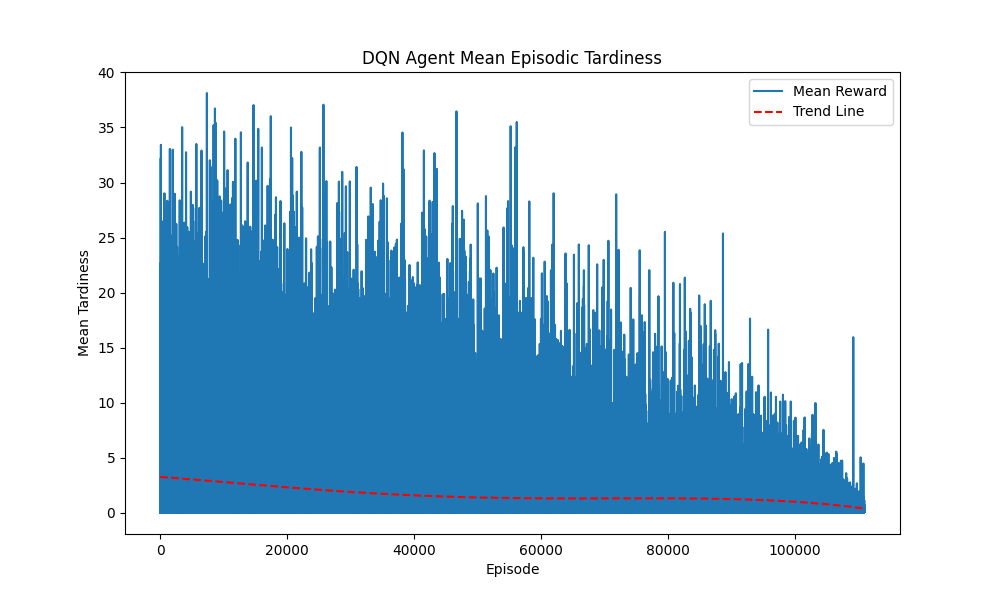 DQN Agent Mean Episodic Tardiness
Mean Reward
Trend Line
Mean Tardiness
40
35
30
25
20
15
10
5
0
0 20000 40000 60000 80000 100000
Episode